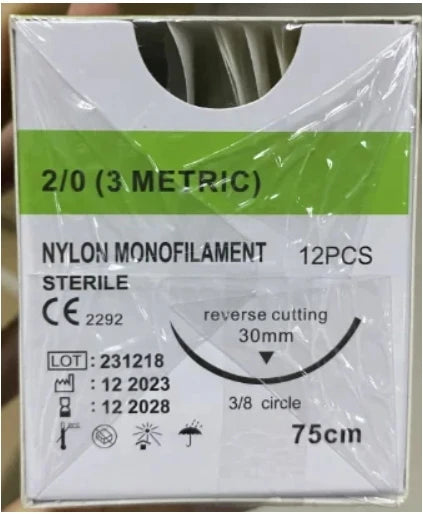 2/0 (3 METRIC)
NYLON MONOFILAMENT 12PCS
STERILE
CE 2292
reverse cutting
30mm
LOT : 231218
: 12 2023
: 12 2028
3/8 circle
75cm